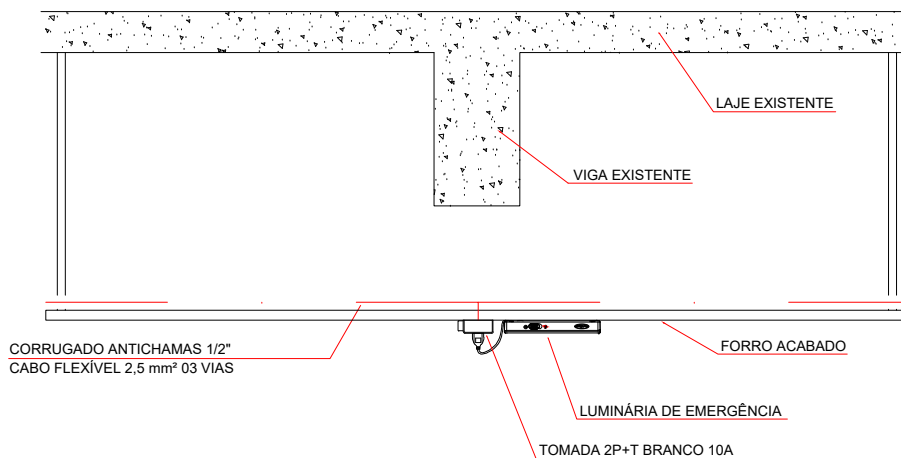 LAJE EXISTENTE
VIGA EXISTENTE
CORRUGADO ANTICHAMAS 1/2"
CABO FLEXÍVEL 2,5 mm² 03 VIAS
FORRO ACABADO
LUMINÁRIA DE EMERGÊNCIA
TOMADA 2P+T BRANCO 10A